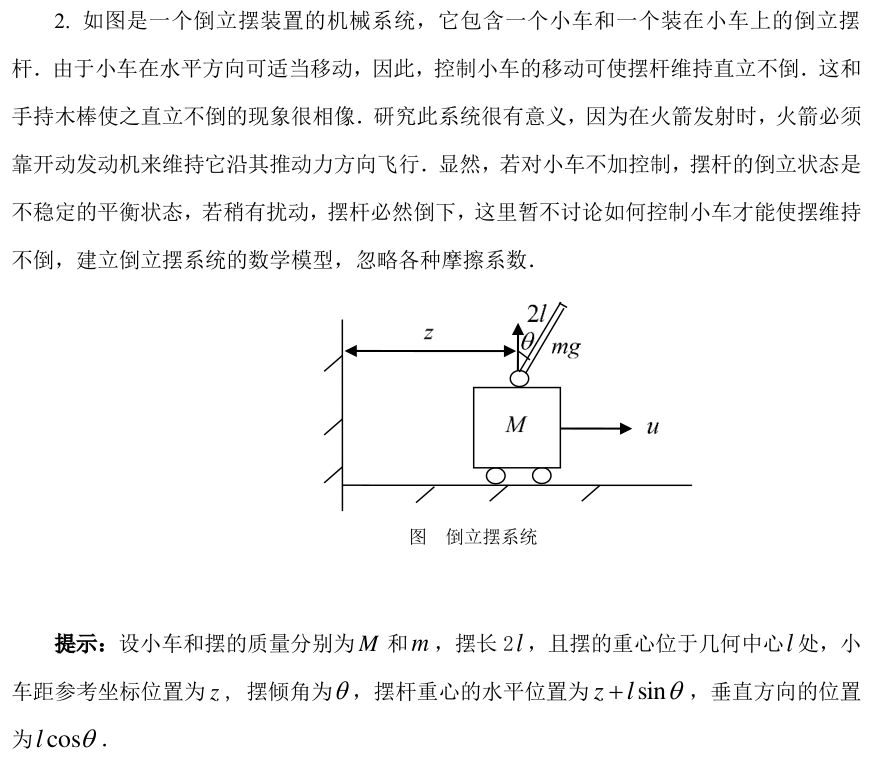 2. 如图是一个倒立摆装置的机械系统，它包含一个小车和一个装在小车上的倒立摆
杆．由于小车在水平方向可适当移动，因此，控制小车的移动可使摆杆维持直立不倒．这和
手持木棒使之直立不倒的现象很相像．研究此系统很有意义，因为在火箭发射时，火箭必须
靠开动发动机来维持它沿其推动力方向飞行．显然，若对小车不加控制，摆杆的倒立状态是
不稳定的平衡状态，若稍有扰动，摆杆必然倒下，这里暂不讨论如何控制小车才能使摆维持
不倒，建立倒立摆系统的数学模型，忽略各种摩擦系数．
2l
z
θ
mg
M
u
图 倒立摆系统
提示：设小车和摆的质量分别为M 和m，摆长 2l，且摆的重心位于几何中心l处，小
车距参考坐标位置为z，摆倾角为θ，摆杆重心的水平位置为z+l sinθ，垂直方向的位置
为l cosθ．